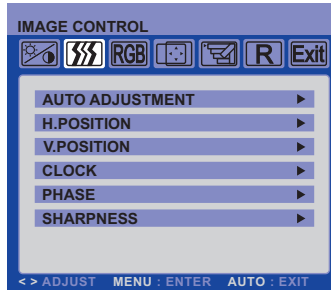 IMAGE CONTROL
RGB R Exit
AUTO ADJUSTMENT
H.POSITION
V.POSITION
CLOCK
PHASE
SHARPNESS
< > ADJUST MENU : ENTER AUTO : EXIT